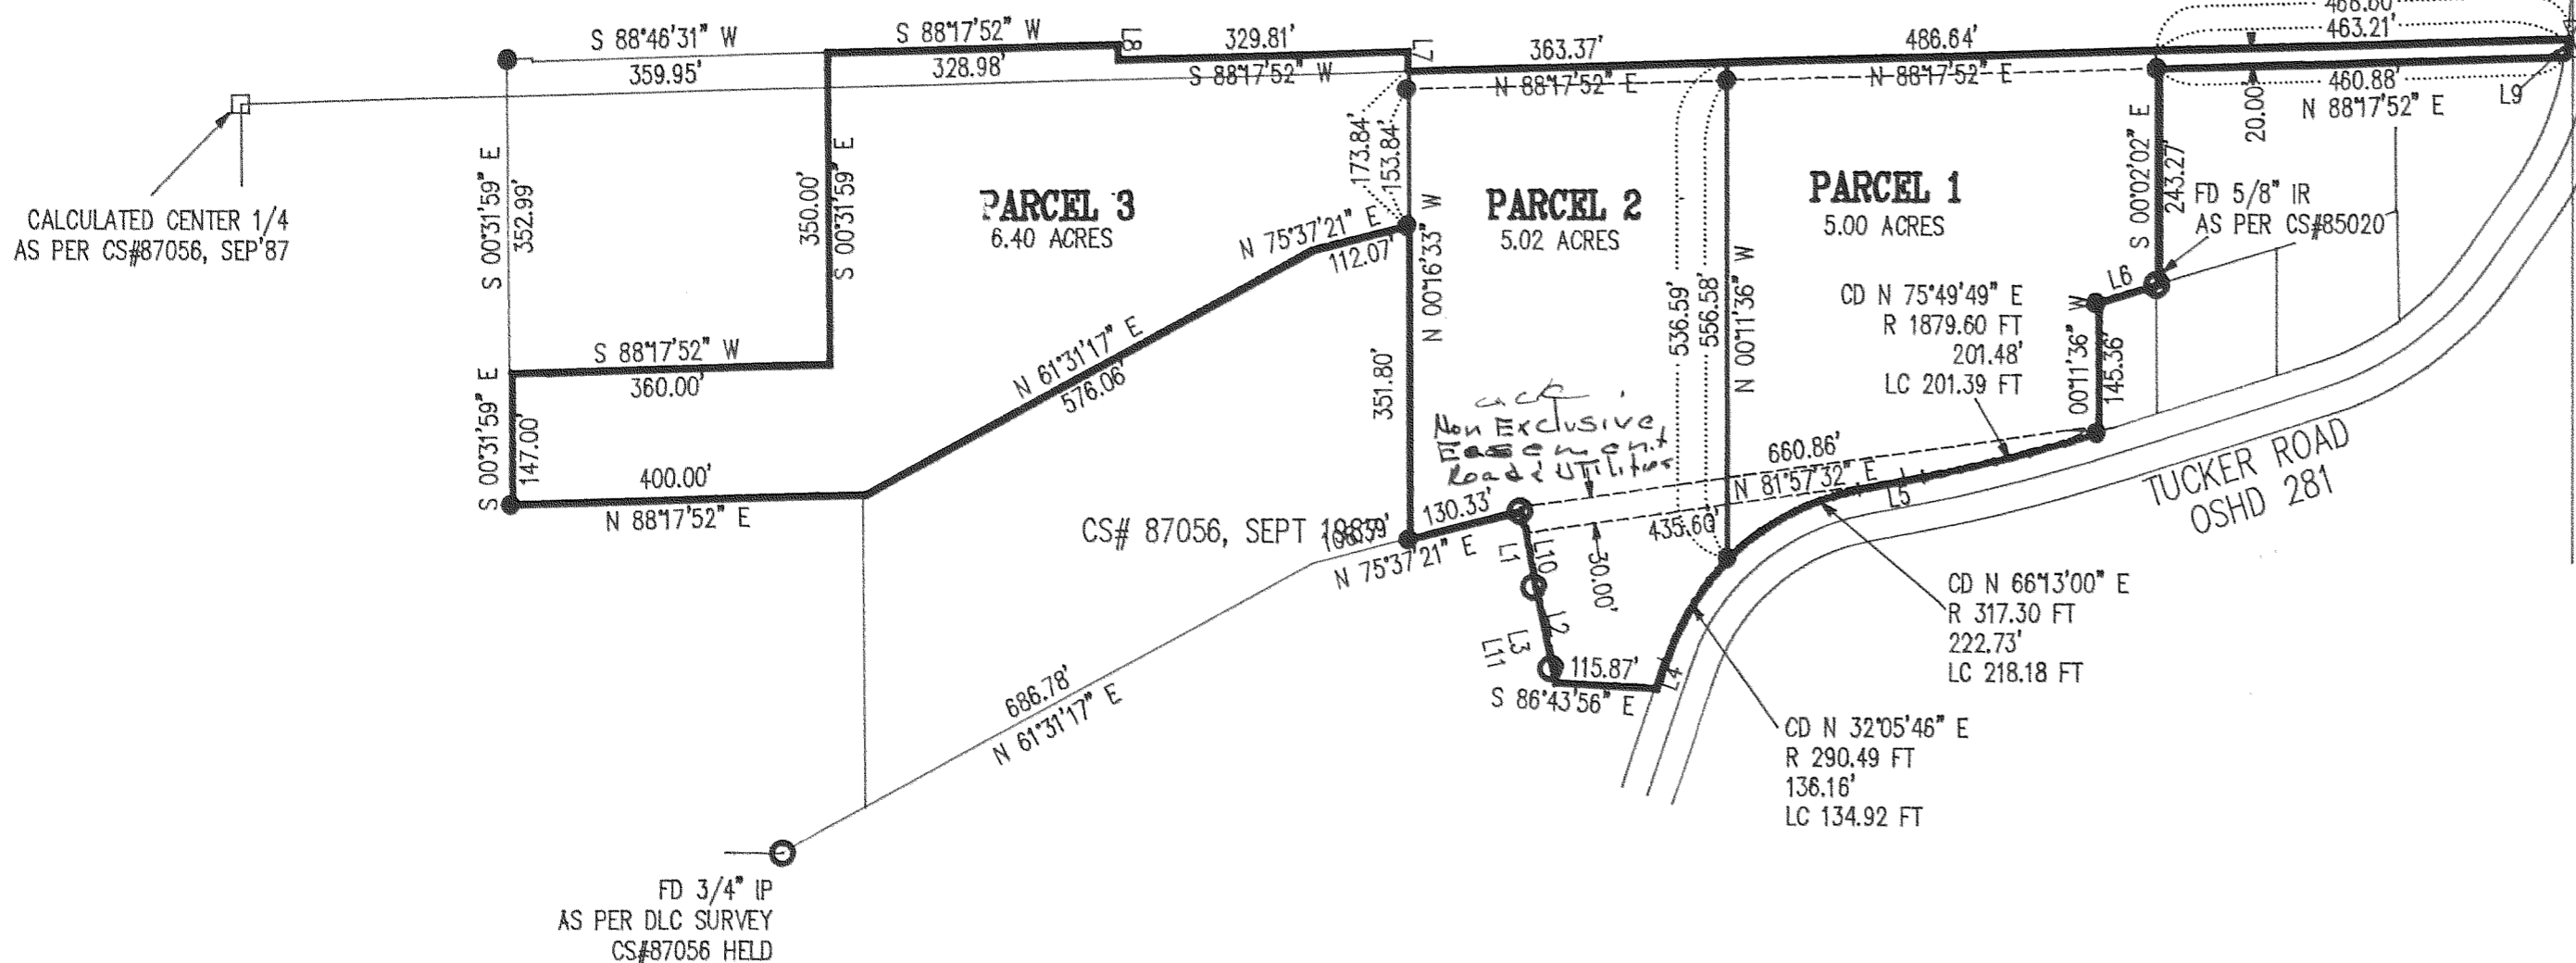 S 88°46'31" W
359.95'
S 88°17'52" W
328.98'
L8
329.81'
S 88°17'52" W
L7
363.37'
N 88°17'52" E
486.64'
N 88°17'52" E
468.60'
463.21'
460.88'
N 88°17'52" E
L9
20.00'
CALCULATED CENTER 1/4
AS PER CS#87056, SEP'87
S 00°31'59" E
352.99'
350.00'
S 00°31'59" E
PARCEL 3
6.40 ACRES
173.84'
153.84'
N 75°37'21" E
112.07'
N 00°16'33" W
351.80'
PARCEL 2
5.02 ACRES
536.59'
556.58'
N 00°11'36" W
PARCEL 1
5.00 ACRES
S 00°02'02" E
243.27'
FD 5/8" IR
AS PER CS#85020
L6
CD N 75°49'49" E
R 1879.60 FT
201.48'
LC 201.39 FT
00°11'36" W
145.36'
S 88°17'52" W
360.00'
S 00°31'59" E
147.00'
400.00'
N 88°17'52" E
N 61°31'17" E
576.06'
Non Exclusive
Easement
Road & Utilities
660.86'
N 81°57'32" E
435.60'
L5
TUCKER ROAD
OSHD 281
CS# 87056, SEPT
130.33'
N 75°37'21" E
L1
L10
30.00'
L2
L3
L11
115.87'
S 86°43'56" E
L4
CD N 66°13'00" E
R 317.30 FT
222.73'
LC 218.18 FT
686.78'
N 61°31'17" E
CD N 32°05'46" E
R 290.49 FT
136.16'
LC 134.92 FT
FD 3/4" IP
AS PER DLC SURVEY
CS#87056 HELD